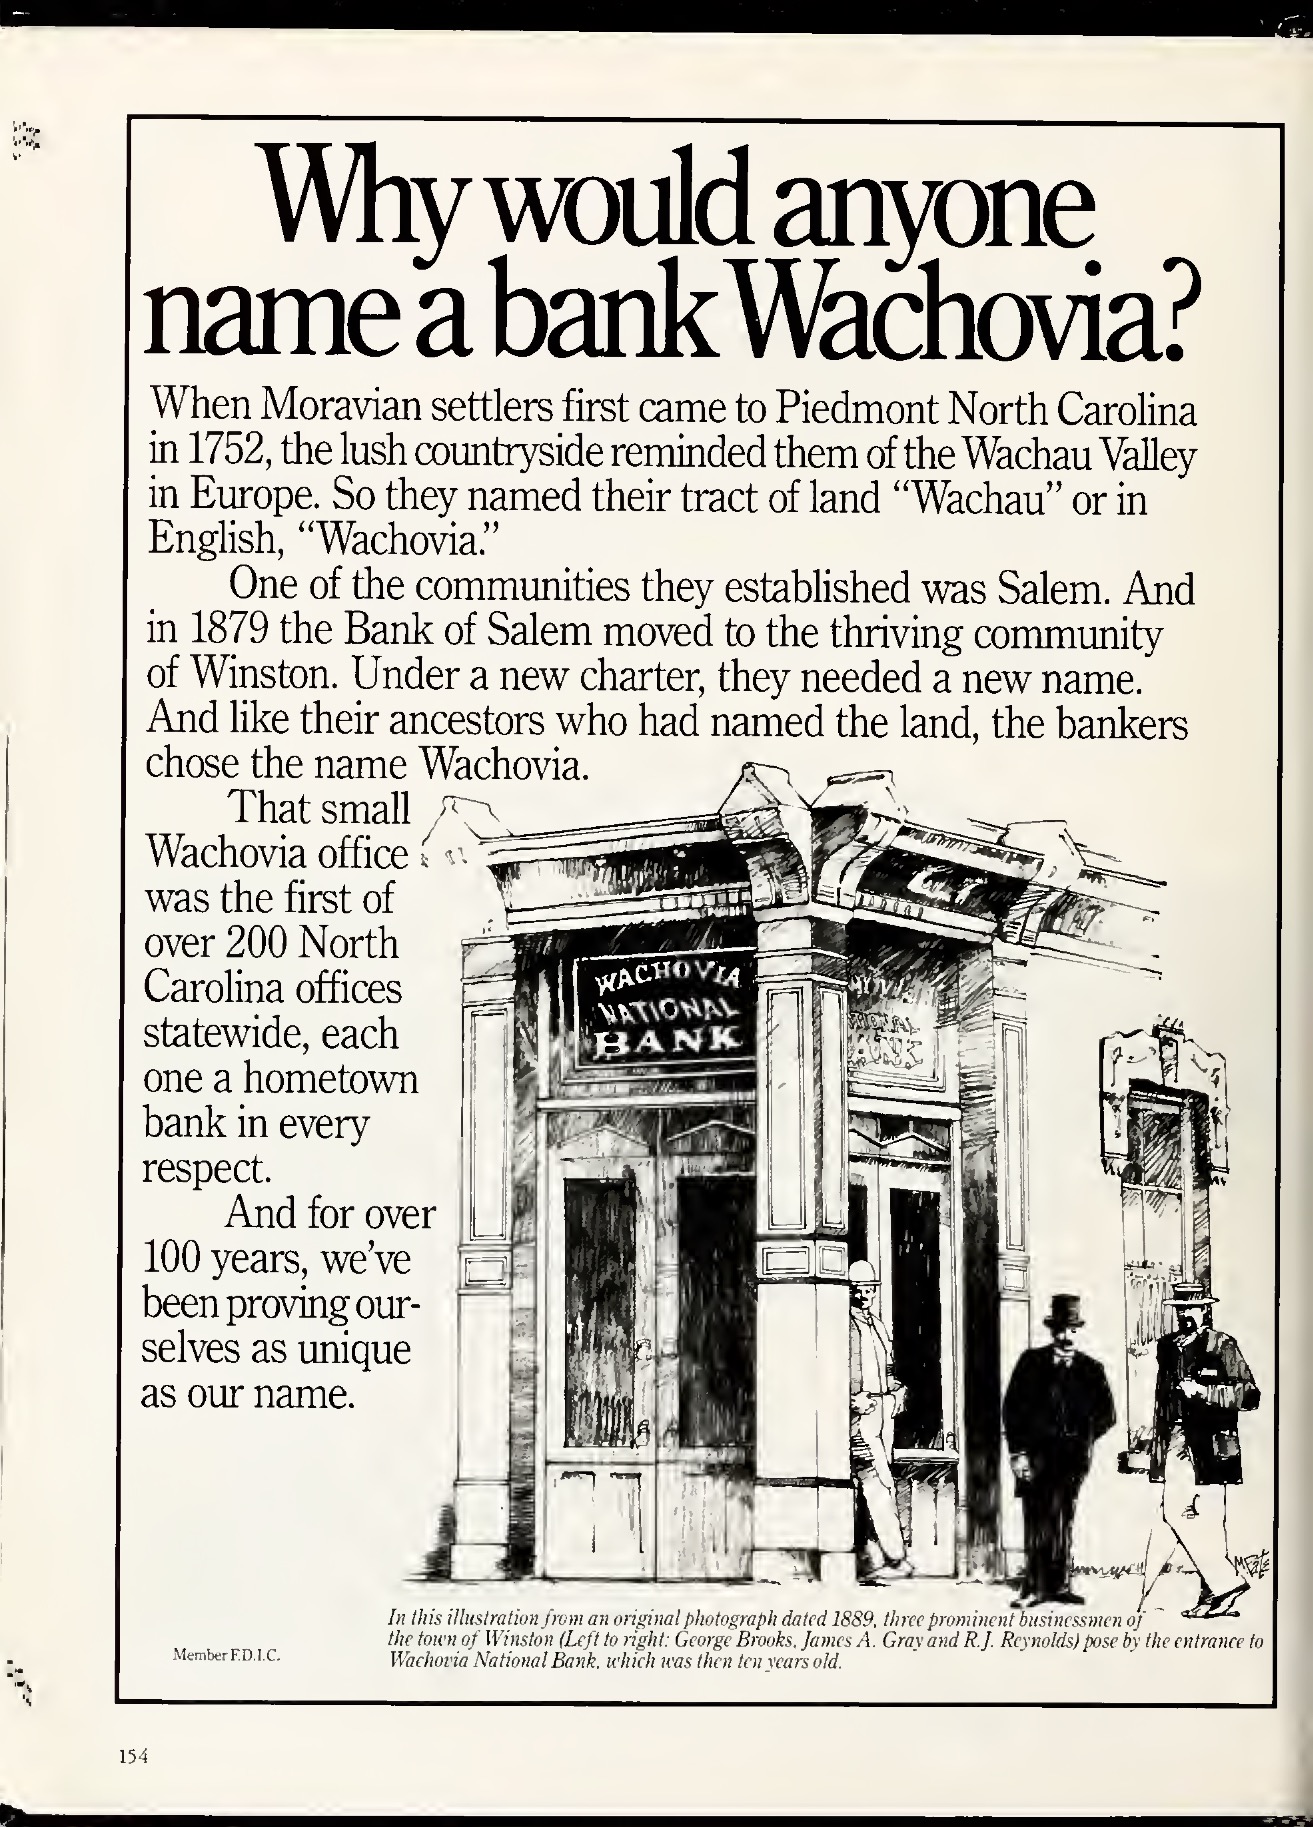 Why would anyone
name a bank Wachovia?
When Moravian settlers first came to Piedmont North Carolina
in 1752, the lush countryside reminded them of the Wachau Valley
in Europe. So they named their tract of land “Wachau” or in
English, “Wachovia.”
One of the communities they established was Salem. And
in 1879 the Bank of Salem moved to the thriving community
of Winston. Under a new charter, they needed a new name.
And like their ancestors who had named the land, the bankers
chose the name Wachovia.
That small
Wachovia office
was the first of
over 200 North
Carolina offices
statewide, each
one a hometown
bank in every
respect.
And for over
100 years, we’ve
been proving our-
selves as unique
as our name.
WACHOVIA
NATIONAL
BANK
In this illustration from an original photograph dated 1889, three prominent businessmen of
the town of Winston (Left to right: George Brooks, James A. Gray and R.J. Reynolds) pose by the entrance to
Wachovia National Bank, which was then ten years old.
Member F.D.I.C.
154